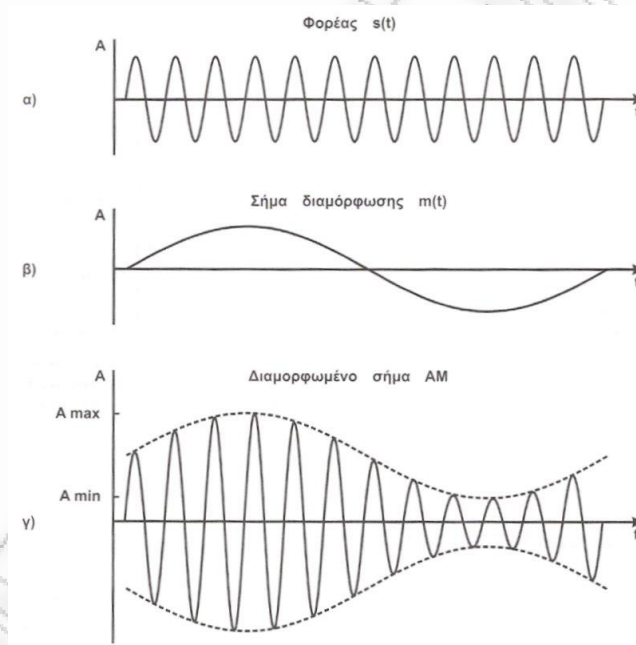 Φορέας s(t)
A
α)
t
Σήμα διαμόρφωσης m(t)
A
β)
t
Διαμορφωμένο σήμα AM
A
A max
A min
γ)
t